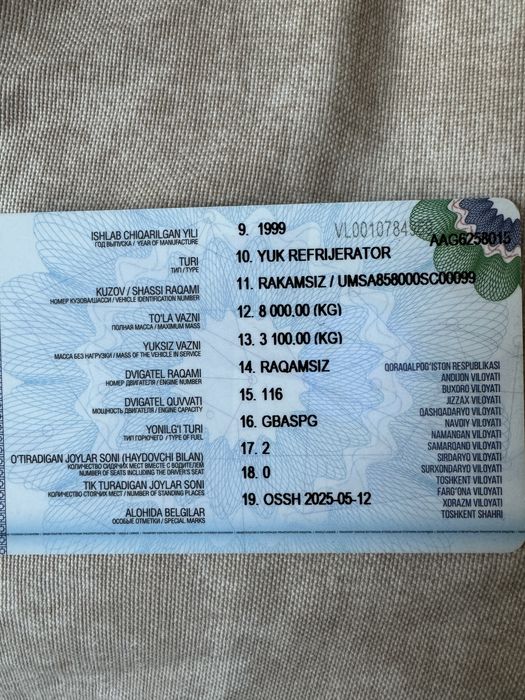 VL0010784
AAG6258015
ISHLAB CHIQARILGAN YILI 9. 1999
ГОД ВЫПУСКА / YEAR OF MANUFACTURE
TURI 10. YUK REFRIJERATOR
ТИП / TYPE
KUZOV / SHASSI RAQAMI 11. RAKAMSIZ / UMSA858000SC00099
НОМЕР КУЗОВА/ШАССИ / VEHICLE IDENTIFICATION NUMBER
TO'LA VAZNI 12. 8 000.00 (KG)
ПОЛНАЯ МАССА / MAXIMUM MASS
YUKSIZ VAZNI 13. 3 100.00 (KG)
МАССА БЕЗ НАГРУЗКИ / MASS OF THE VEHICLE IN SERVICE
DVIGATEL RAQAMI 14. RAQAMSIZ
НОМЕР ДВИГАТЕЛЯ / ENGINE NUMBER
DVIGATEL QUVVATI 15. 116
МОЩНОСТЬ ДВИГАТЕЛЯ / ENGINE CAPACITY
YONILG'I TURI 16. GBASPG
ТИП ГОРЮЧЕГО / TYPE OF FUEL
O'TIRADIGAN JOYLAR SONI (HAYDOVCHI BILAN) 17. 2
КОЛИЧЕСТВО СИДЯЧИХ МЕСТ ВМЕСТЕ С ВОДИТЕЛЕМ
NUMBER OF SEATS INCLUDING THE DRIVER'S SEAT
TIK TURADIGAN JOYLAR SONI 18. 0
КОЛИЧЕСТВО СТОЯЧИХ МЕСТ / NUMBER OF STANDING PLACES
ALOHIDA BELGILAR 19. OSSH 2025-05-12
ОСОБЫЕ ОТМЕТКИ / SPECIAL MARKS
QORAQALPOG'ISTON RESPUBLIKASI
ANDIJON VILOYATI
BUXORO VILOYATI
JIZZAX VILOYATI
QASHQADARYO VILOYATI
NAVOIY VILOYATI
NAMANGAN VILOYATI
SAMARQAND VILOYATI
SIRDARYO VILOYATI
SURXONDARYO VILOYATI
TOSHKENT VILOYATI
FARG'ONA VILOYATI
XORAZM VILOYATI
TOSHKENT SHAHRI